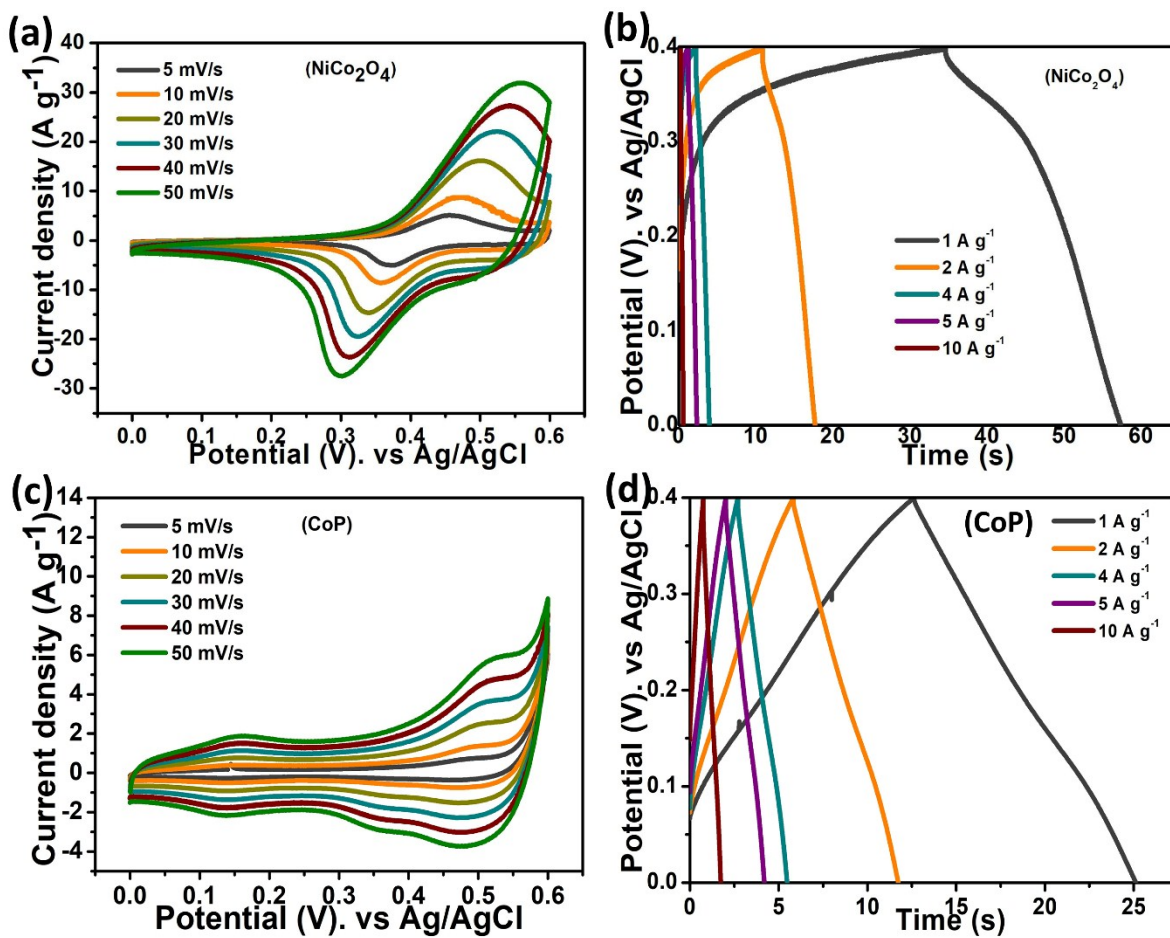 (a)
Current density (A g-1)
40
30
20
10
0
-10
-20
-30
5 mV/s
10 mV/s
20 mV/s
30 mV/s
40 mV/s
50 mV/s
(NiCo2O4)
0.0 0.1 0.2 0.3 0.4 0.5 0.6
Potential (V). vs Ag/AgCl
(b)
Potential (V). vs Ag/AgCl
0.4
0.3
0.2
0.1
0.0
(NiCo2O4)
1 A g-1
2 A g-1
4 A g-1
5 A g-1
10 A g-1
0 10 20 30 40 50 60
Time (s)
(c)
Current density (A g-1)
14
12
10
8
6
4
2
0
-2
-4
5 mV/s
10 mV/s
20 mV/s
30 mV/s
40 mV/s
50 mV/s
(CoP)
0.0 0.1 0.2 0.3 0.4 0.5 0.6
Potential (V). vs Ag/AgCl
(d)
Potential (V). vs Ag/AgCl
0.4
0.3
0.2
0.1
0.0
(CoP)
1 A g-1
2 A g-1
4 A g-1
5 A g-1
10 A g-1
0 5 10 15 20 25
Time (s)